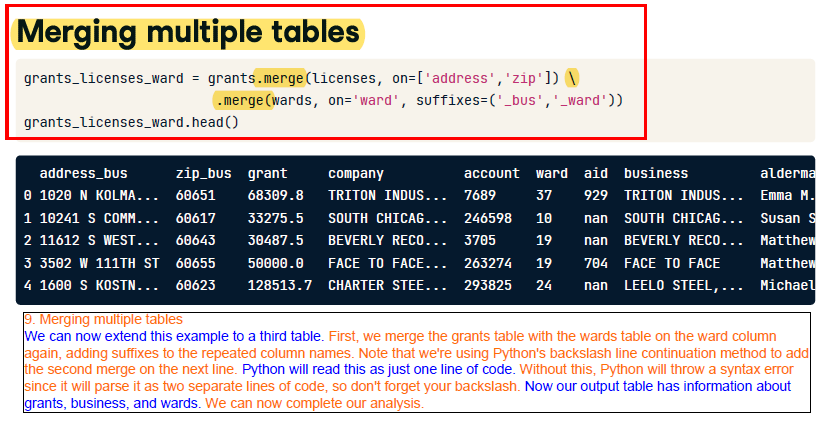 Merging multiple tables
grants_licenses_ward = grants.merge(licenses, on=['address','zip']) \
.merge(wards, on='ward', suffixes=('_bus','_ward'))
grants_licenses_ward.head()
address_bus zip_bus grant company account ward aid business alderma
0 1020 N KOLMA... 60651 68309.8 TRITON INDUS... 7689 37 929 TRITON INDUS... Emma M.
1 10241 S COMM... 60617 33275.5 SOUTH CHICAG... 246598 10 nan SOUTH CHICAG... Susan S
2 11612 S WEST... 60643 30487.5 BEVERLY RECO... 3705 19 nan BEVERLY RECO... Matthew
3 3502 W 111TH ST 60655 50000.0 FACE TO FACE... 263274 19 704 FACE TO FACE Matthew
4 1600 S KOSTN... 60623 128513.7 CHARTER STEE... 293825 24 nan LEELO STEEL,... Michael
9. Merging multiple tables
We can now extend this example to a third table. First, we merge the grants table with the wards table on the ward column
again, adding suffixes to the repeated column names. Note that we're using Python's backslash line continuation method to add
the second merge on the next line. Python will read this as just one line of code. Without this, Python will throw a syntax error
since it will parse it as two separate lines of code, so don't forget your backslash. Now our output table has information about
grants, business, and wards. We can now complete our analysis.